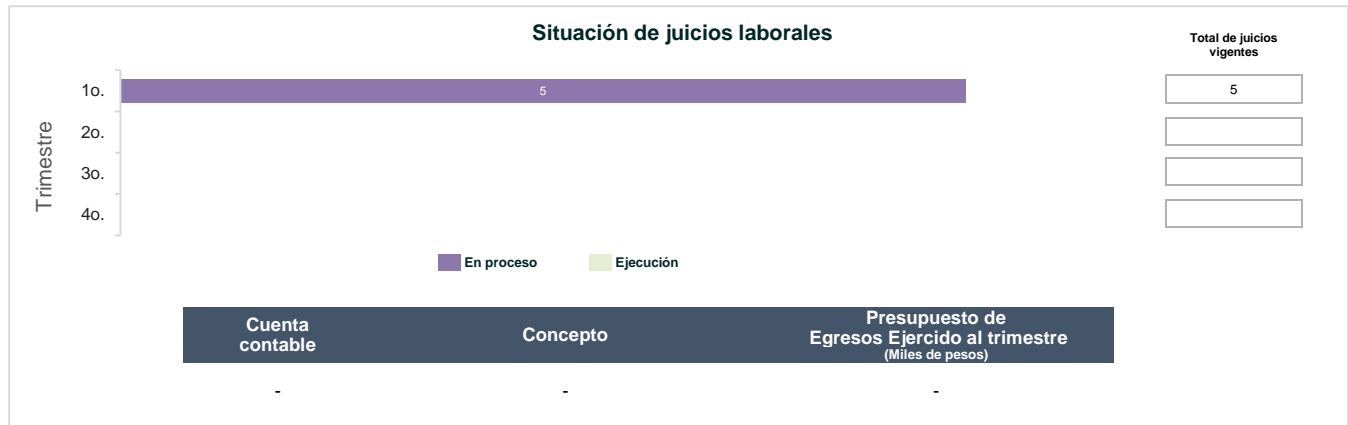 Situación de juicios laborales
Total de juicios
vigentes
Trimestre
1o.
5
5
2o.
3o.
4o.
En proceso
Ejecución
Cuenta
contable
Concepto
Presupuesto de
Egresos Ejercido al trimestre
(Miles de pesos)
-
-
-